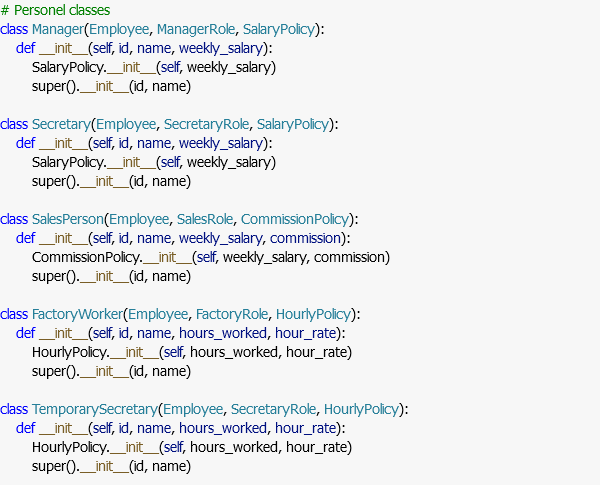 # Personel classes
class Manager(Employee, ManagerRole, SalaryPolicy):
    def __init__(self, id, name, weekly_salary):
        SalaryPolicy.__init__(self, weekly_salary)
        super().__init__(id, name)

class Secretary(Employee, SecretaryRole, SalaryPolicy):
    def __init__(self, id, name, weekly_salary):
        SalaryPolicy.__init__(self, weekly_salary)
        super().__init__(id, name)

class SalesPerson(Employee, SalesRole, CommissionPolicy):
    def __init__(self, id, name, weekly_salary, commission):
        CommissionPolicy.__init__(self, weekly_salary, commission)
        super().__init__(id, name)

class FactoryWorker(Employee, FactoryRole, HourlyPolicy):
    def __init__(self, id, name, hours_worked, hour_rate):
        HourlyPolicy.__init__(self, hours_worked, hour_rate)
        super().__init__(id, name)

class TemporarySecretary(Employee, SecretaryRole, HourlyPolicy):
    def __init__(self, id, name, hours_worked, hour_rate):
        HourlyPolicy.__init__(self, hours_worked, hour_rate)
        super().__init__(id, name)